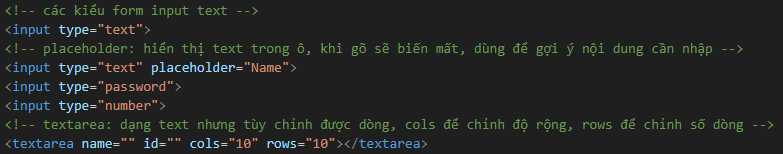 <!-- các kiểu form input text -->
<input type="text">
<!-- placeholder: hiển thị text trong ô, khi gõ sẽ biến mất, dùng để gợi ý nội dung cần nhập -->
<input type="text" placeholder="Name">
<input type="password">
<input type="number">
<!-- textarea: dạng text nhưng tùy chỉnh được dòng, cols để chỉnh độ rộng, rows để chỉnh số dòng -->
<textarea name="" id="" cols="10" rows="10"></textarea>